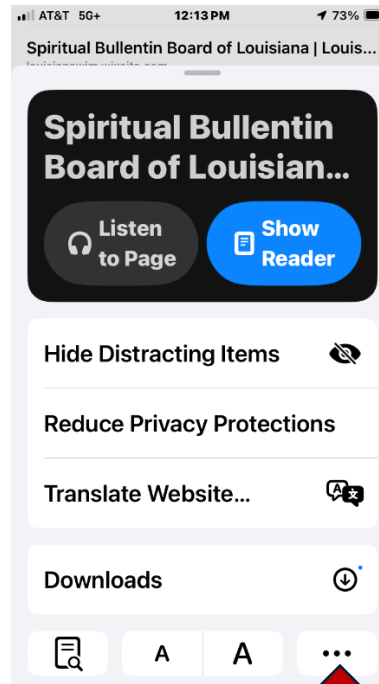 AT&T 5G+ 12:13 PM 73%
Spiritual Bullentin Board of Louisiana | Louis...
Spiritual Bullentin
Board of Louisian...
Listen
to Page
Show
Reader
Hide Distracting Items
Reduce Privacy Protections
Translate Website...
Downloads
A A